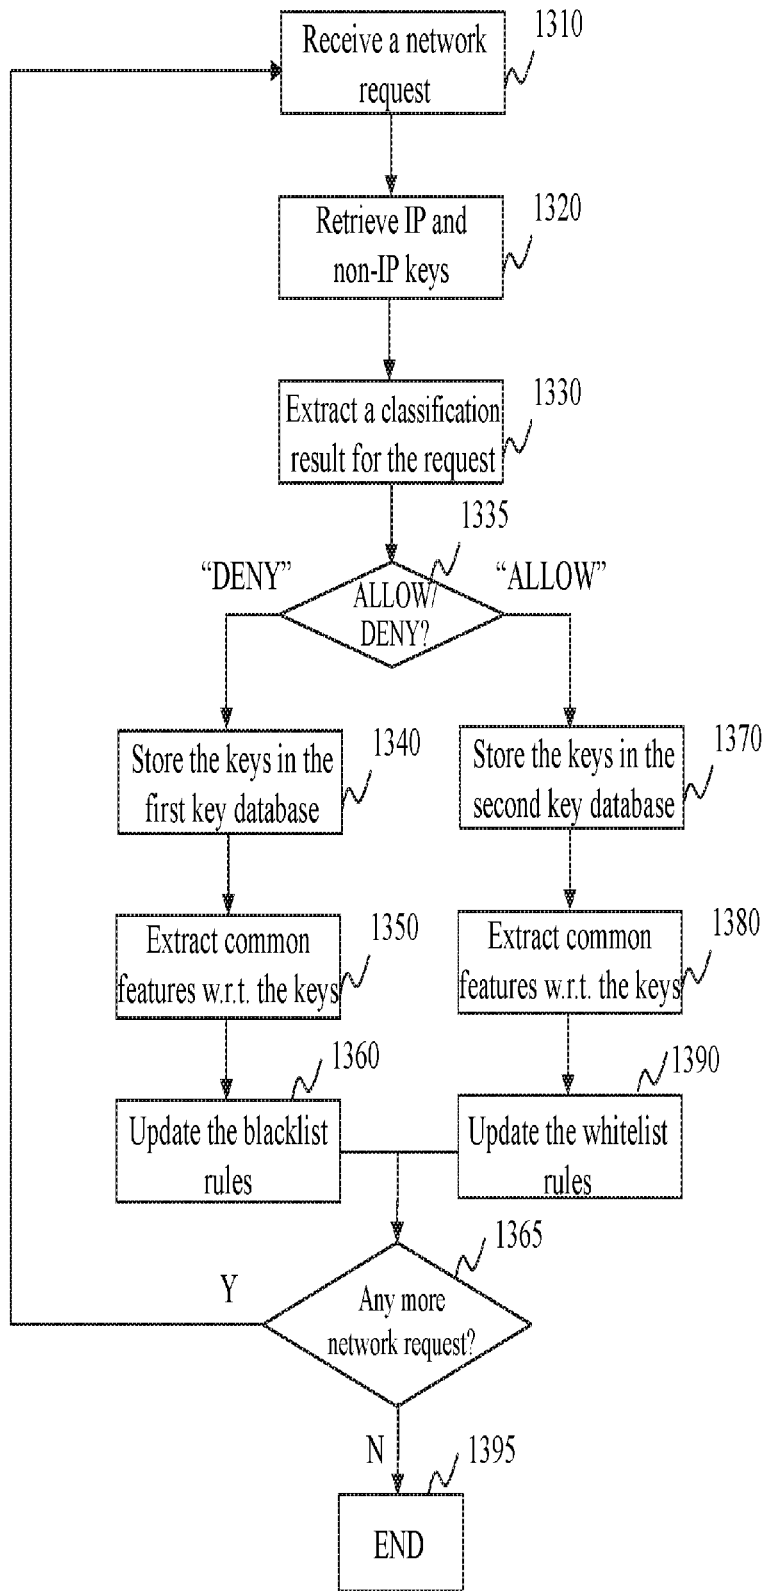 Receive a network
request
1310
Retrieve IP and
non-IP keys
1320
Extract a classification
result for the request
1330
1335
“DENY”
“ALLOW”
ALLOW/
DENY?
Store the keys in the
first key database
1340
Store the keys in the
second key database
1370
Extract common
features w.r.t. the keys
1350
Extract common
features w.r.t. the keys
1380
1360
1390
Update the blacklist
rules
Update the whitelist
rules
1365
Y
Any more
network request?
N
1395
END